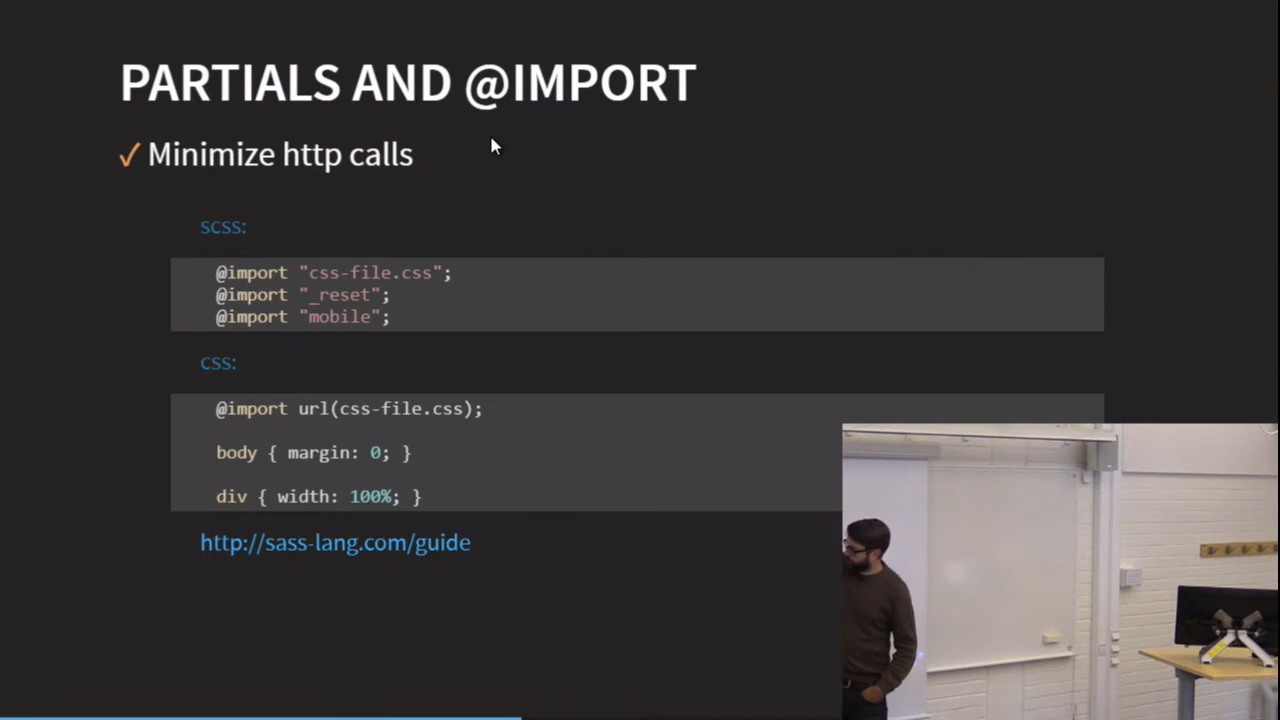 PARTIALS AND @IMPORT
✓ Minimize http calls
scss:
@import "css-file.css";
@import "_reset";
@import "mobile";
css:
@import url(css-file.css);
body { margin: 0; }
div { width: 100%; }
http://sass-lang.com/guide